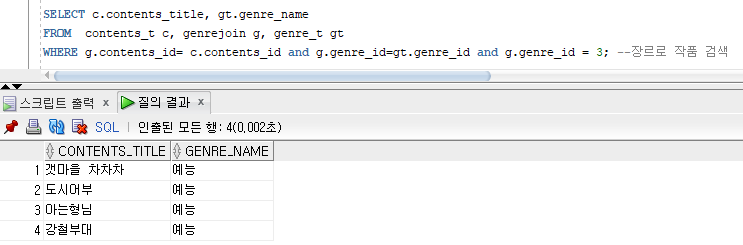 SELECT c.contents_title, gt.genre_name
FROM  contents_t c, genrejoin g, genre_t gt
WHERE g.contents_id= c.contents_id and g.genre_id=gt.genre_id and g.genre_id = 3; --장르로 작품 검색
스크립트 출력 x 질의 결과 x
SQL | 인출된 모든 행: 4(0,002초)
CONTENTS_TITLE GENRE_NAME
1 갯마을 차차차 예능
2 도시어부 예능
3 아는형님 예능
4 강철부대 예능